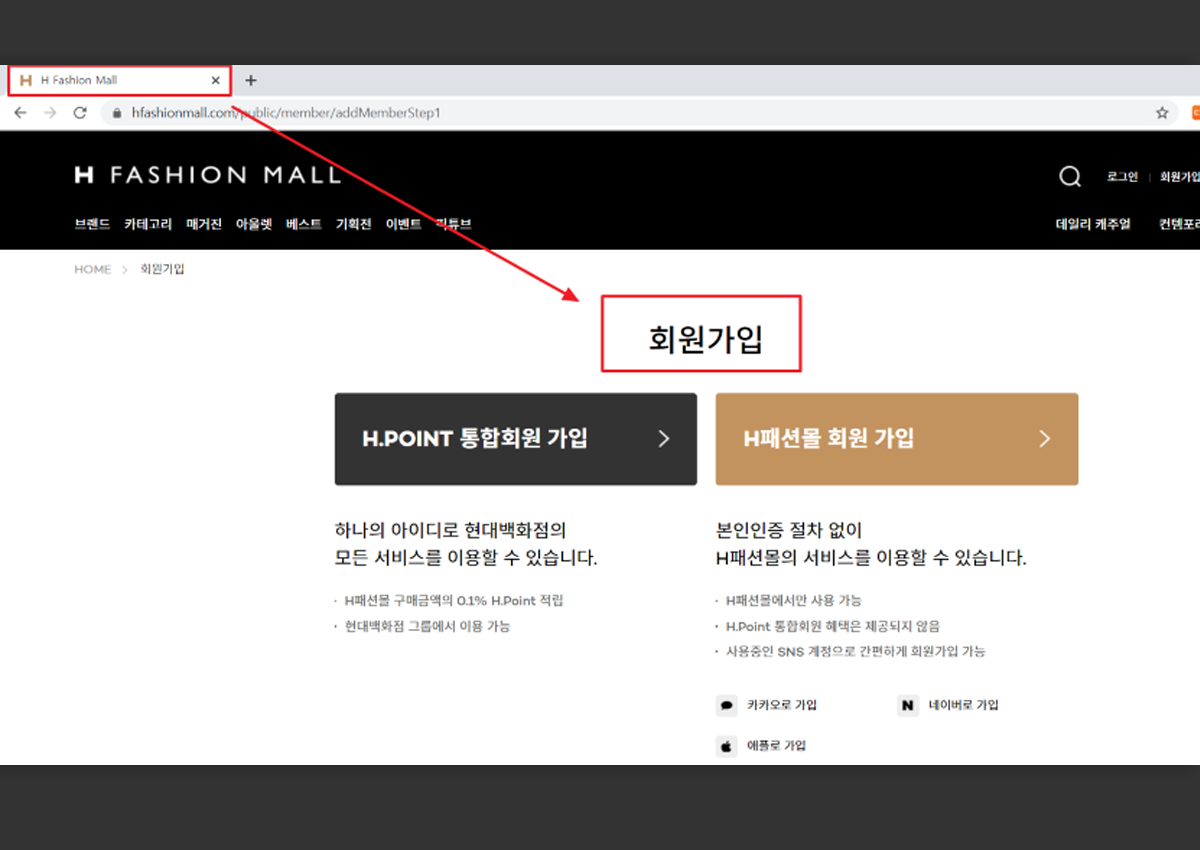 H Fashion Mall
hfashionmall.com/public/member/addMemberStep1
H FASHION MALL
로그인 | 회원가입
브랜드 카테고리 매거진 아울렛 베스트 기획전 이벤트
데일리 캐주얼
HOME > 회원가입
회원가입
H.POINT 통합회원 가입
H패션몰 회원 가입
하나의 아이디로 현대백화점의
모든 서비스를 이용할 수 있습니다.
· H패션몰 구매금액의 0.1% H.Point 적립
· 현대백화점 그룹에서 이용 가능
본인인증 절차 없이
H패션몰의 서비스를 이용할 수 있습니다.
· H패션몰에서만 사용 가능
· H.Point 통합회원 혜택은 제공되지 않음
· 사용중인 SNS 계정으로 간편하게 회원가입 가능
카카오로 가입
N 네이버로 가입
애플로 가입